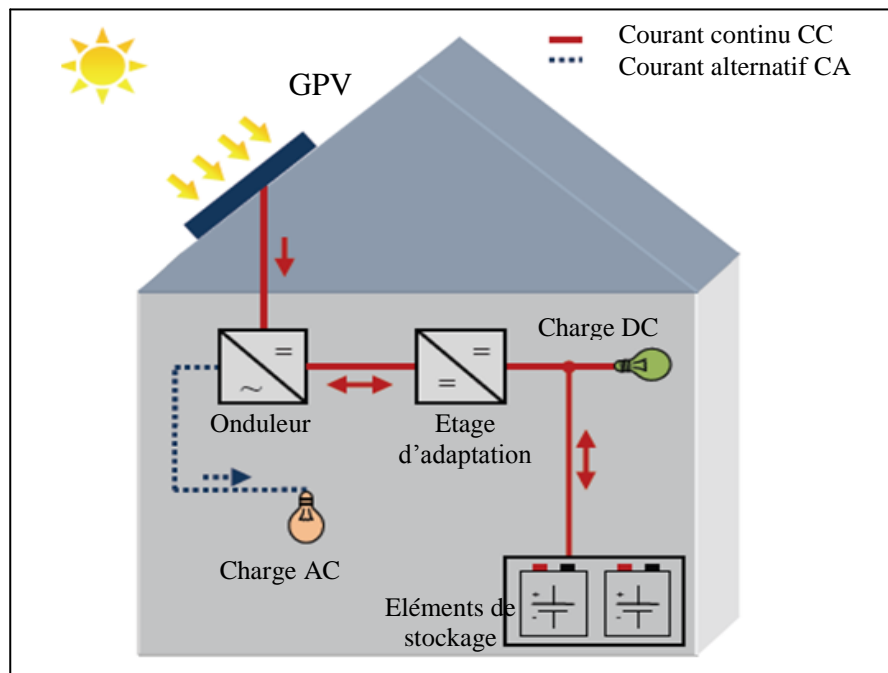 Courant continu CC
Courant alternatif CA
GPV
Charge DC
=
~
=
=
Onduleur
Etage
d’adaptation
Charge AC
Eléments de
stockage
+
-
+
-